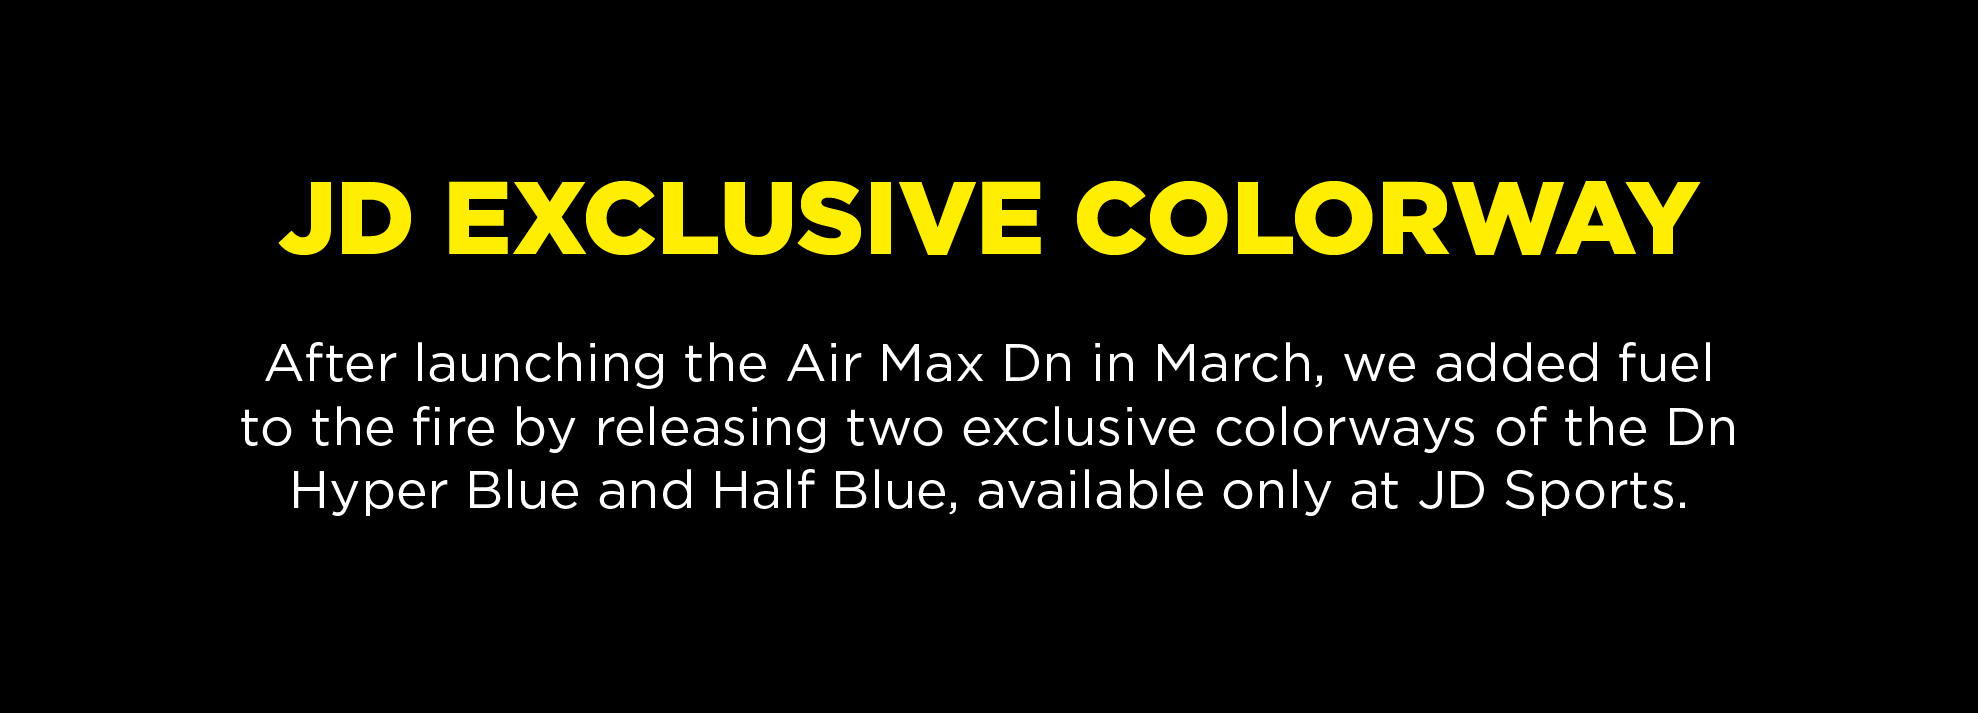 JD EXCLUSIVE COLORWAY
After launching the Air Max Dn in March, we added fuel
to the fire by releasing two exclusive colorways of the Dn
Hyper Blue and Half Blue, available only at JD Sports.